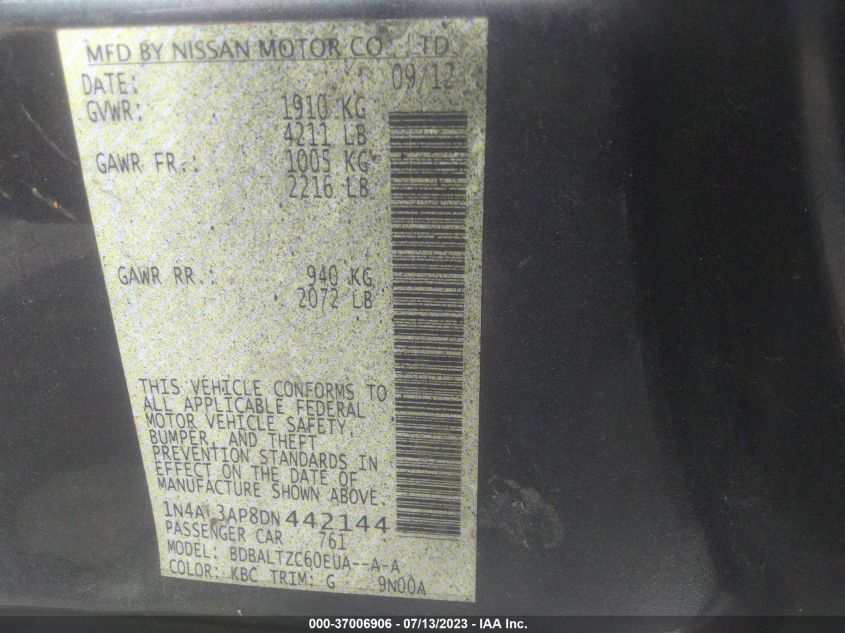 MFD BY NISSAN MOTOR CO. LTD.
DATE: 09/12
GVWR: 1910 KG
4211 LB
GAWR FR.: 1005 KG
2216 LB
GAWR RR.: 940 KG
2072 LB
THIS VEHICLE CONFORMS TO
ALL APPLICABLE FEDERAL
MOTOR VEHICLE SAFETY,
BUMPER, AND THEFT
PREVENTION STANDARDS IN
EFFECT ON THE DATE OF
MANUFACTURE SHOWN ABOVE.
1N4A 3AP8DN442144
PASSENGER CAR 761
MODEL: BDBALTZC60EUA--A-A
COLOR: KBC TRIM: G 9N00A
000-37006906 - 07/13/2023 - IAA Inc.